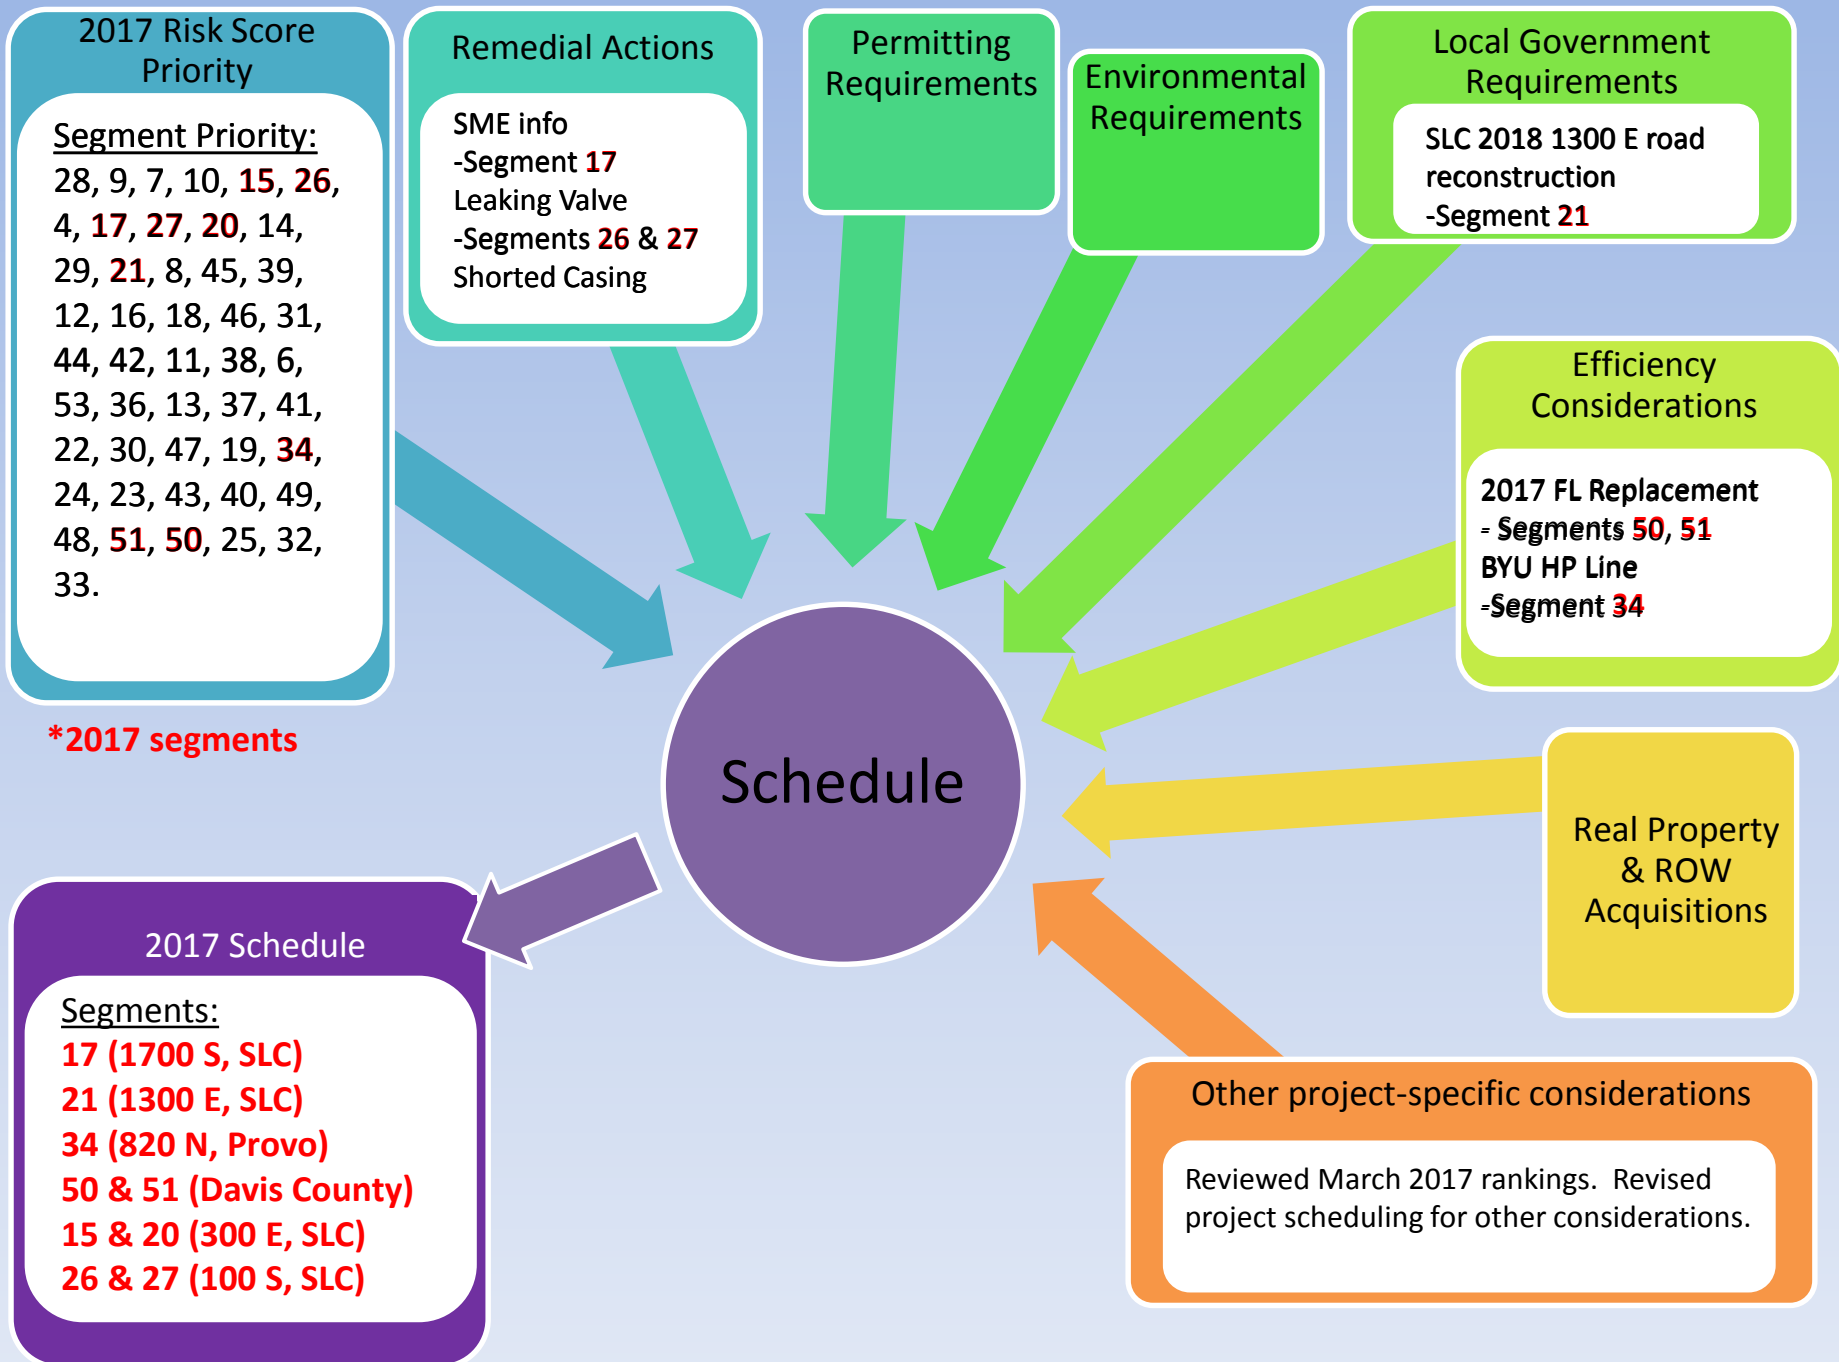 2017 Risk Score
Priority
Segment Priority:
28, 9, 7, 10, 15, 26,
4, 17, 27, 20, 14,
29, 21, 8, 45, 39,
12, 16, 18, 46, 31,
44, 42, 11, 38, 6,
53, 36, 13, 37, 41,
22, 30, 47, 19, 34,
24, 23, 43, 40, 49,
48, 51, 50, 25, 32,
33.
*2017 segments
Remedial Actions
SME info
-Segment 17
Leaking Valve
-Segments 26 & 27
Shorted Casing
Permitting
Requirements
Environmental
Requirements
Local Government
Requirements
SLC 2018 1300 E road
reconstruction
-Segment 21
Efficiency
Considerations
2017 FL Replacement
- Segments 50, 51
BYU HP Line
-Segment 34
Real Property
& ROW
Acquisitions
Other project-specific considerations
Reviewed March 2017 rankings.  Revised
project scheduling for other considerations.
Schedule
2017 Schedule
Segments:
17 (1700 S, SLC)
21 (1300 E, SLC)
34 (820 N, Provo)
50 & 51 (Davis County)
15 & 20 (300 E, SLC)
26 & 27 (100 S, SLC)